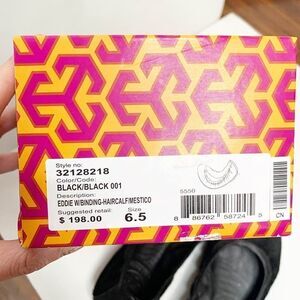 Style no:
32128218
Color/Code:
BLACK/BLACK 001
Description:
EDDIE W/BINDING-HAIRCALF/MESTICO
Suggested retail: Size:
$ 198.00 6.5
5550
8 86762 58724 5
CN